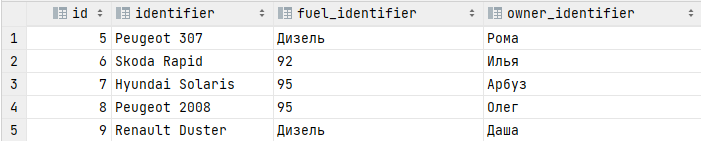 id identifier fuel_identifier owner_identifier
1 5 Peugeot 307 Дизель Рома
2 6 Skoda Rapid 92 Илья
3 7 Hyundai Solaris 95 Арбуз
4 8 Peugeot 2008 95 Олег
5 9 Renault Duster Дизель Даша